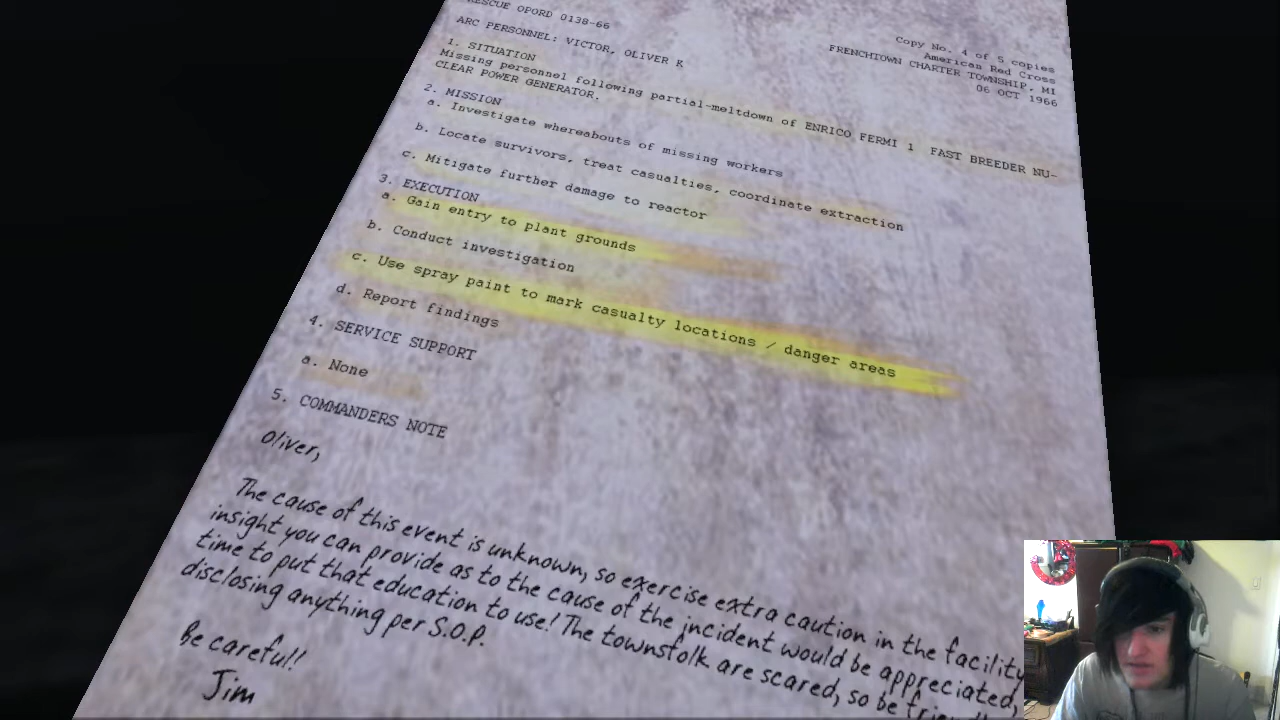 RESCUE OPORD 0138-66
Copy No. 4 of 5 copies
American Red Cross
FRENCHTOWN CHARTER TOWNSHIP, MI
06 OCT 1966
ARC PERSONNEL: VICTOR, OLIVER K
1. SITUATION
Missing personnel following partial-meltdown of ENRICO FERMI 1 FAST BREEDER NU-
CLEAR POWER GENERATOR.
2. MISSION
a. Investigate whereabouts of missing workers
b. Locate survivors, treat casualties, coordinate extraction
c. Mitigate further damage to reactor
3. EXECUTION
a. Gain entry to plant grounds
b. Conduct investigation
c. Use spray paint to mark casualty locations / danger areas
d. Report findings
4. SERVICE SUPPORT
a. None
5. COMMANDERS NOTE
Oliver,
The cause of this event is unknown, so exercise extra caution in the facility
insight you can provide as to the cause of the incident would be appreciated,
time to put that education to use! The townsfolk are scared, so be
disclosing anything per S.O.P.
Be careful!
Jim